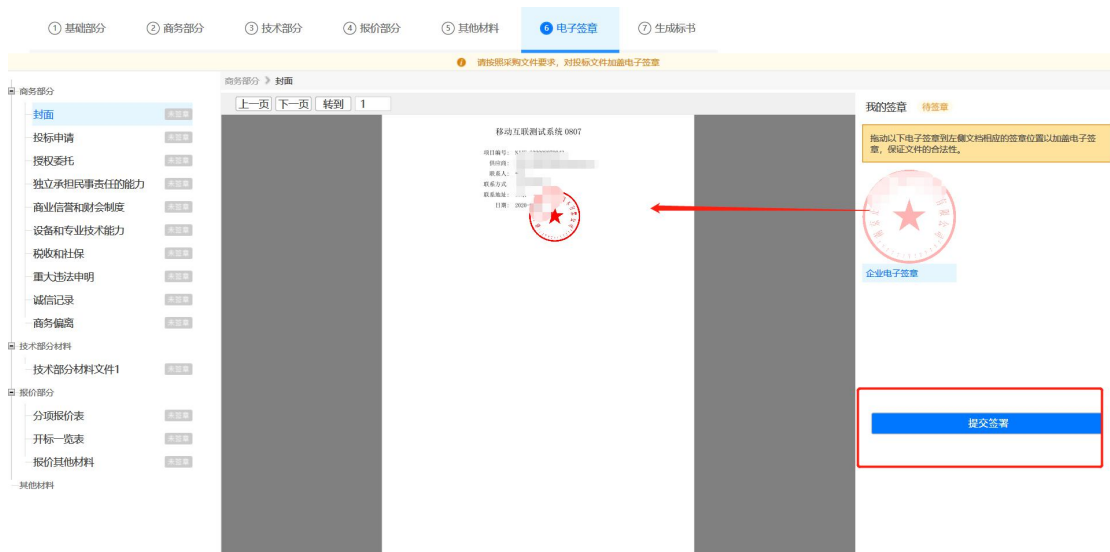 ① 基础部分
② 商务部分
③ 技术部分
④ 报价部分
⑤ 其他材料
⑥ 电子签章
⑦ 生成标书
请按照采购文件要求，对投标文件加盖电子签章
商务部分
封面 未签章
投标申请 未签章
授权委托 未签章
独立承担民事责任的能力 未签章
商业信誉和财会制度 未签章
设备和专业技术能力 未签章
税收和社保 未签章
重大违法申明 未签章
诚信记录 未签章
商务偏离 未签章
技术部分材料
技术部分材料文件1 未签章
报价部分
分项报价表 未签章
开标一览表 未签章
报价其他材料 未签章
其他材料
商务部分 》 封面
上一页 下一页 转到 1
移动互联测试系统 0807
项目编号：
供应商：
联系人：
联系方式
联系地址：
日期： 2020
我的签章 待签章
拖动以下电子签章到左侧文档相应的签章位置以加盖电子签
章，保证文件的合法性。
企业电子签章
提交签署